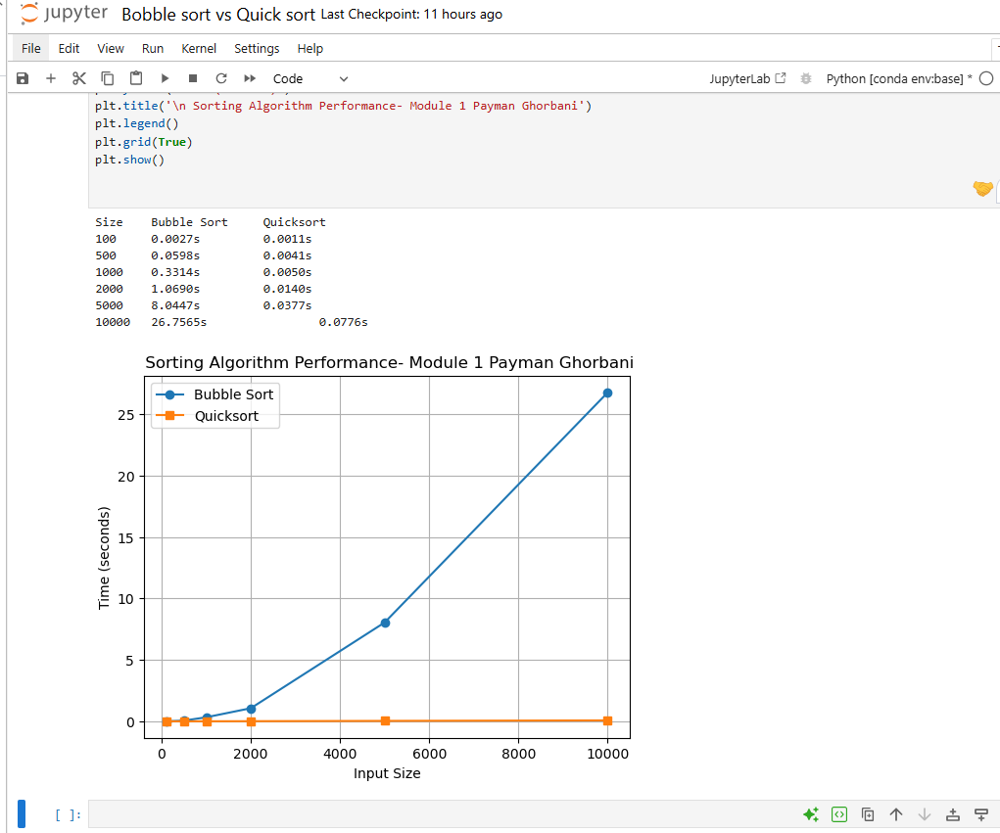 jupyter Bobble sort vs Quick sort Last Checkpoint: 11 hours ago
File Edit View Run Kernel Settings Help
Code JupyterLab Python [conda env:base] *
plt.title('\n Sorting Algorithm Performance- Module 1 Payman Ghorbani')
plt.legend()
plt.grid(True)
plt.show()
Size Bubble Sort Quicksort
100 0.0027s 0.0011s
500 0.0598s 0.0041s
1000 0.3314s 0.0050s
2000 1.0690s 0.0140s
5000 8.0447s 0.0377s
10000 26.7565s 0.0776s
Sorting Algorithm Performance- Module 1 Payman Ghorbani
Bubble Sort
Quicksort
25
20
15
10
5
0
Time (seconds)
0 2000 4000 6000 8000 10000
Input Size
[ ]: